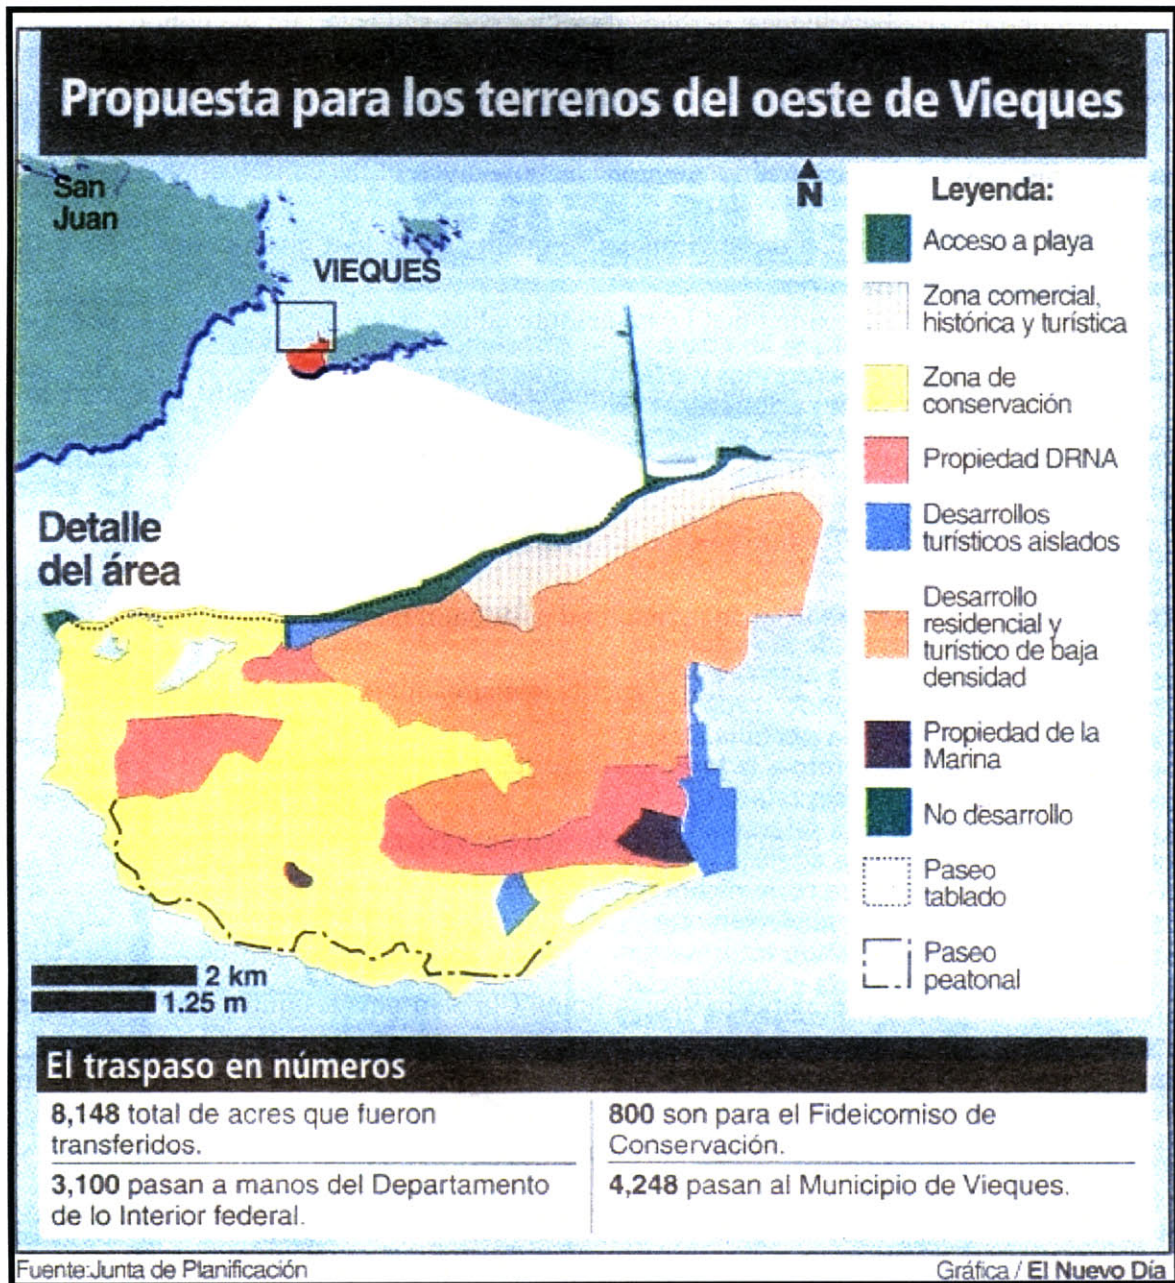 Propuesta para los terrenos del oeste de Vieques
San
Juan
VIEQUES
N
Detalle
del área
2 km
1.25 m
Leyenda:
Acceso a playa
Zona comercial,
histórica y turística
Zona de
conservación
Propiedad DRNA
Desarrollos
turísticos aislados
Desarrollo
residencial y
turístico de baja
densidad
Propiedad de la
Marina
No desarrollo
Paseo
tablado
Paseo
peatonal
El traspaso en números
8,148 total de acres que fueron
transferidos.
3,100 pasan a manos del Departamento
de lo Interior federal.
800 son para el Fideicomiso de
Conservación.
4,248 pasan al Municipio de Vieques.
Fuente:Junta de Planificación
Gráfica / El Nuevo Día